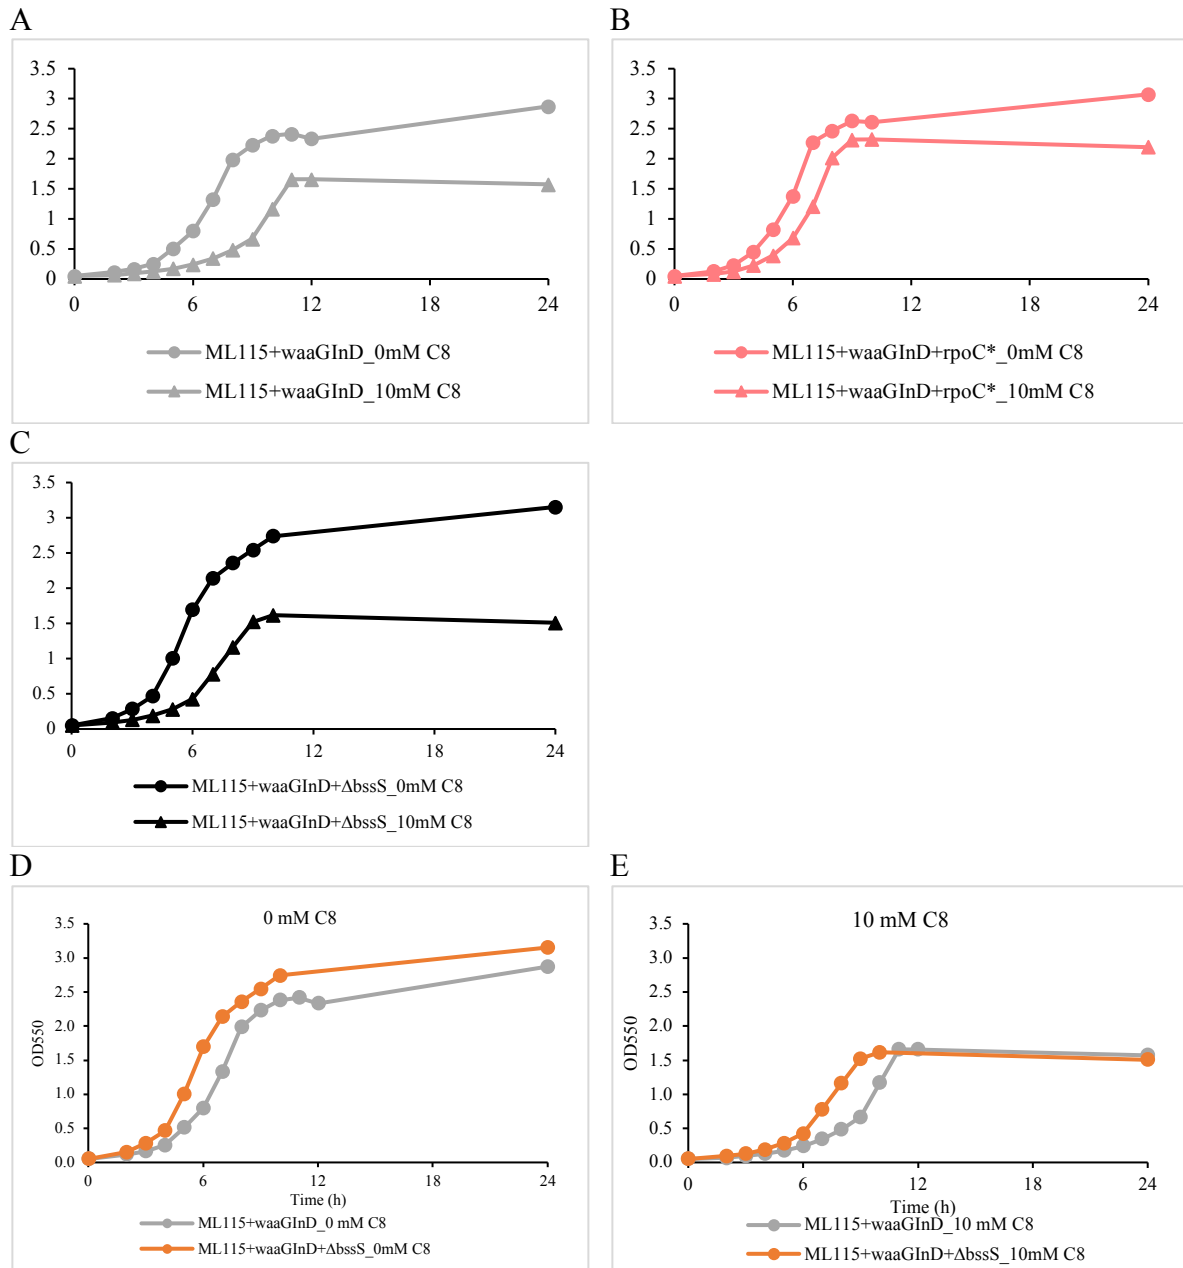 A
3.5
3
2.5
2
1.5
1
0.5
0
0 6 12 18 24
ML115+waaGInD_0mM C8
ML115+waaGInD_10mM C8
B
3.5
3
2.5
2
1.5
1
0.5
0
0 6 12 18 24
ML115+waaGInD+rpoC*_0mM C8
ML115+waaGInD+rpoC*_10mM C8
C
3.5
3
2.5
2
1.5
1
0.5
0
0 6 12 18 24
ML115+waaGInD+ΔbssS_0mM C8
ML115+waaGInD+ΔbssS_10mM C8
D
0 mM C8
3.5
3.0
2.5
2.0
1.5
1.0
0.5
0.0
OD550
0 6 12 18 24
Time (h)
ML115+waaGInD_0 mM C8
ML115+waaGInD+ΔbssS_0mM C8
E
10 mM C8
3.5
3.0
2.5
2.0
1.5
1.0
0.5
0.0
OD550
0 6 12 18 24
Time (h)
ML115+waaGInD_10 mM C8
ML115+waaGInD+ΔbssS_10mM C8